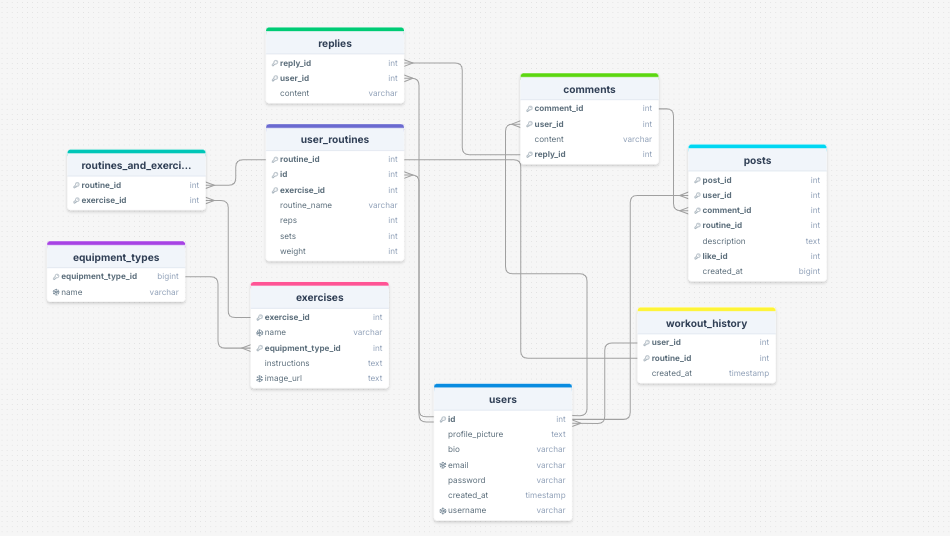 replies
reply_id int
user_id int
content varchar
comments
comment_id int
user_id int
content varchar
reply_id int
user_routines
routine_id int
id int
exercise_id int
routine_name varchar
reps int
sets int
weight int
routines_and_exerci...
routine_id int
exercise_id int
posts
post_id int
user_id int
comment_id int
routine_id int
description text
like_id int
created_at bigint
equipment_types
equipment_type_id bigint
name varchar
exercises
exercise_id int
name varchar
equipment_type_id int
instructions text
image_url text
workout_history
user_id int
routine_id int
created_at timestamp
users
id int
profile_picture text
bio varchar
email varchar
password varchar
created_at timestamp
username varchar